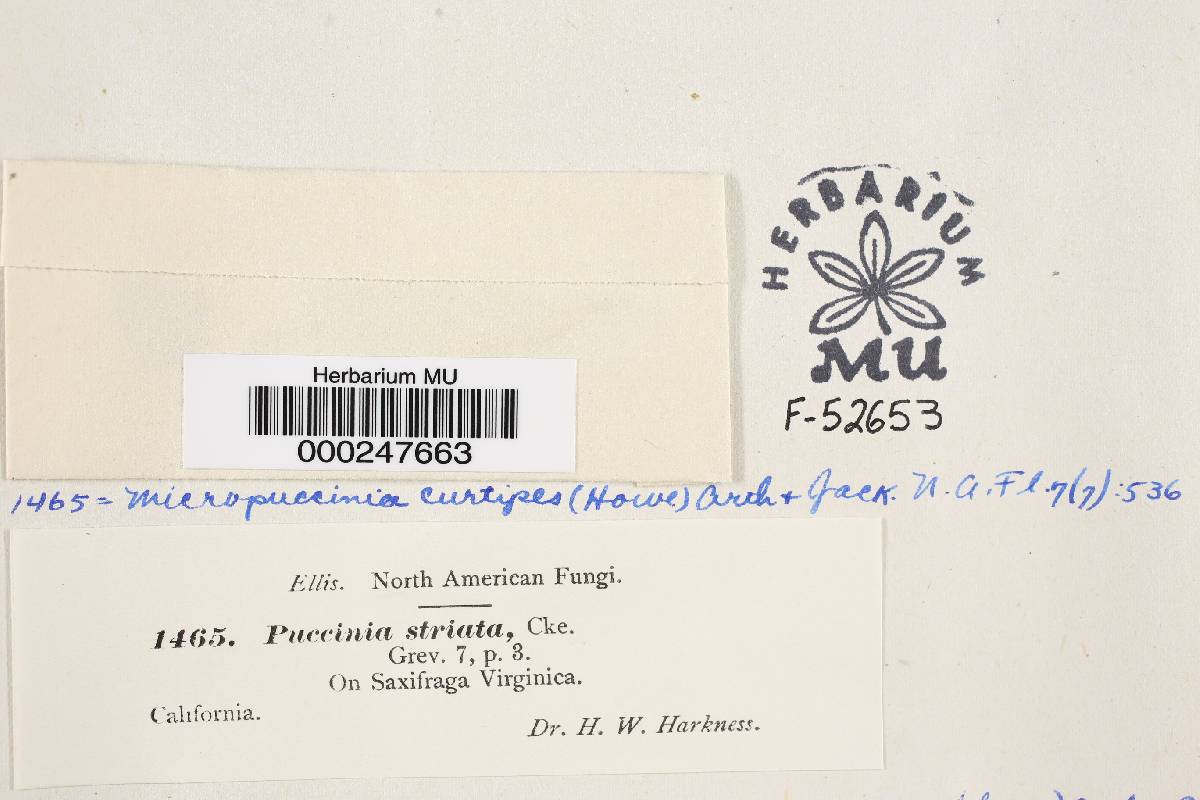 HERBARIUM
MU
F-52653
Herbarium MU
000247663
1465 = Micropuccinia curtipes (Howe) Arth + Jack. N. A. Fl. 7(7):536
Ellis. North American Fungi.
1465. Puccinia striata, Cke.
Grev. 7, p. 3.
On Saxifraga Virginica.
California.
Dr. H. W. Harkness.